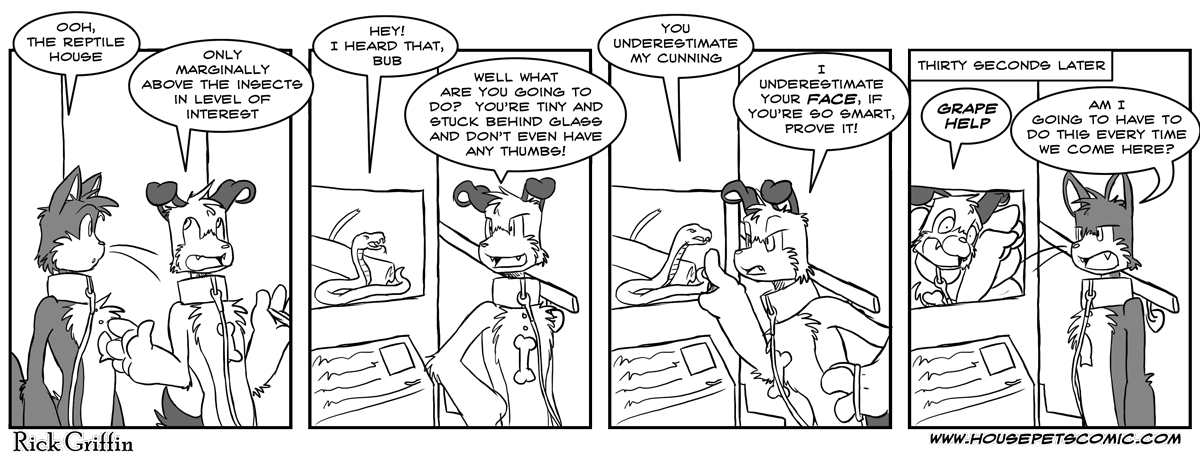 OOH,
THE REPTILE
HOUSE
ONLY
MARGINALLY
ABOVE THE INSECTS
IN LEVEL OF
INTEREST
HEY!
I HEARD THAT,
BUB
WELL WHAT
ARE YOU GOING TO
DO? YOU'RE TINY AND
STUCK BEHIND GLASS
AND DON'T EVEN HAVE
ANY THUMBS!
YOU
UNDERESTIMATE
MY CUNNING
I
UNDERESTIMATE
YOUR FACE, IF
YOU'RE SO SMART,
PROVE IT!
THIRTY SECONDS LATER
GRAPE
HELP
AM I
GOING TO HAVE TO
DO THIS EVERY TIME
WE COME HERE?
Rick Griffin
WWW.HOUSEPETSCOMIC.COM